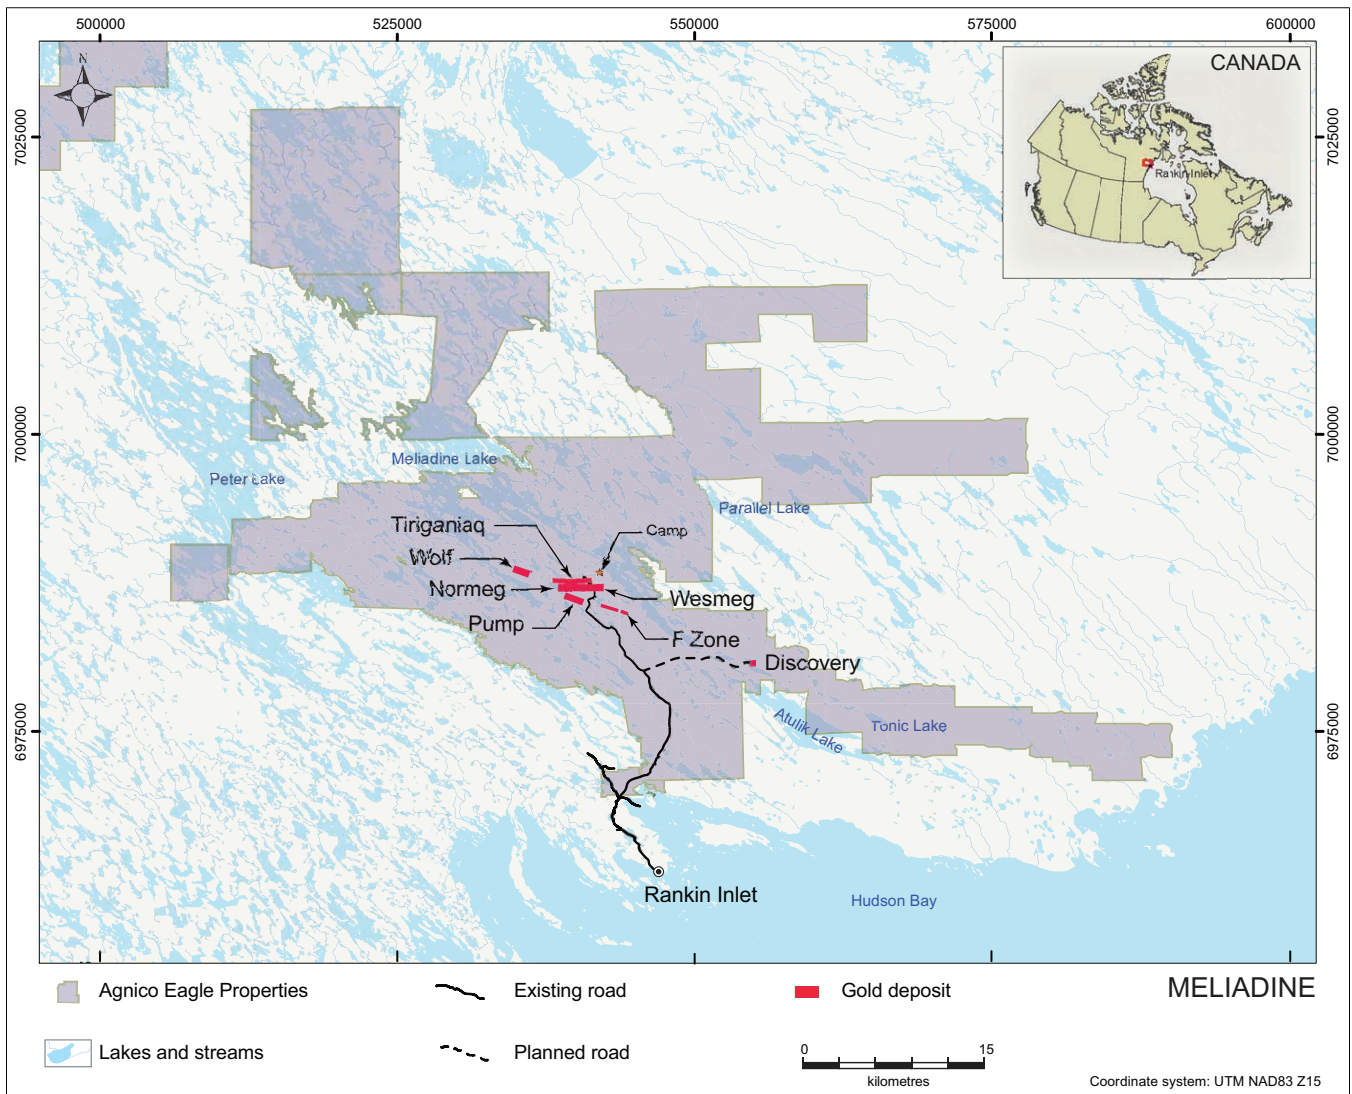 500000
525000
550000
575000
600000
N
CANADA
Rankin Inlet
7025000
7025000
7000000
7000000
6975000
6975000
Meliadine Lake
Peter Lake
Parallel Lake
Tiriganiaq
Camp
Wolf
Normeg
Wesmeg
Pump
F Zone
Discovery
Atulik Lake
Tonic Lake
Rankin Inlet
Hudson Bay
Agnico Eagle Properties
Existing road
Gold deposit
MELIADINE
Lakes and streams
Planned road
0
15
kilometres
Coordinate system: UTM NAD83 Z15